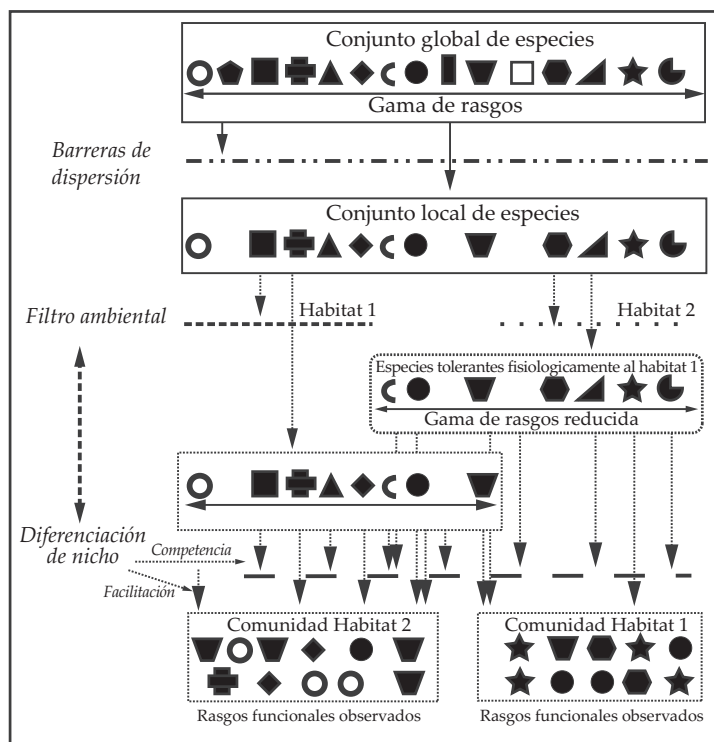 Conjunto global de especies
Gama de rasgos
Barreras de
dispersión
Conjunto local de especies
Filtro ambiental
Habitat 1
Habitat 2
Especies tolerantes fisiologicamente al habitat 1
Gama de rasgos reducida
Diferenciación
de nicho
Competencia
Facilitación
Comunidad Habitat 2
Comunidad Habitat 1
Rasgos funcionales observados
Rasgos funcionales observados